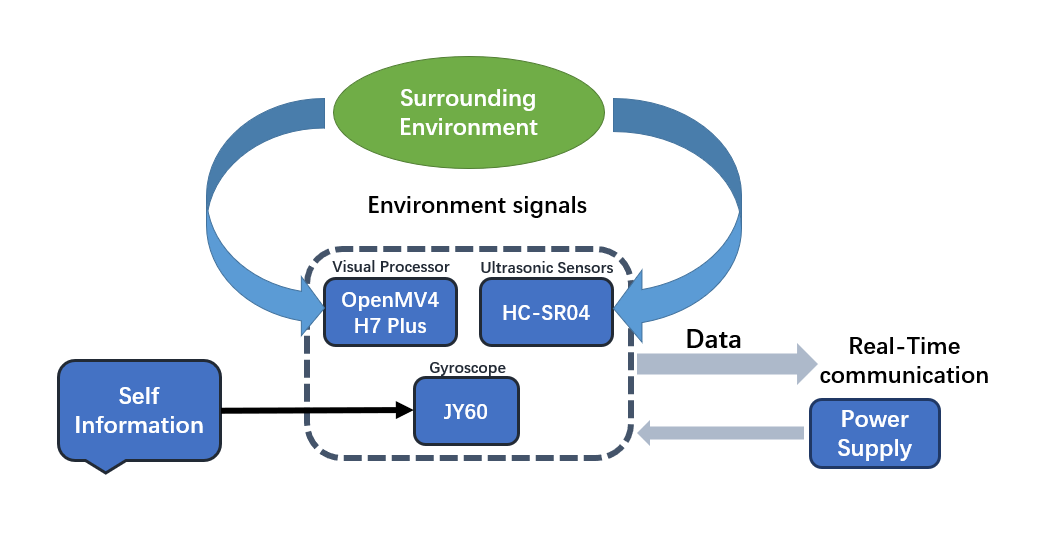 Surrounding
Environment
Environment signals
Visual Processor
Ultrasonic Sensors
OpenMV4
H7 Plus
HC-SR04
Gyroscope
JY60
Self
Information
Data
Real-Time
communication
Power
Supply